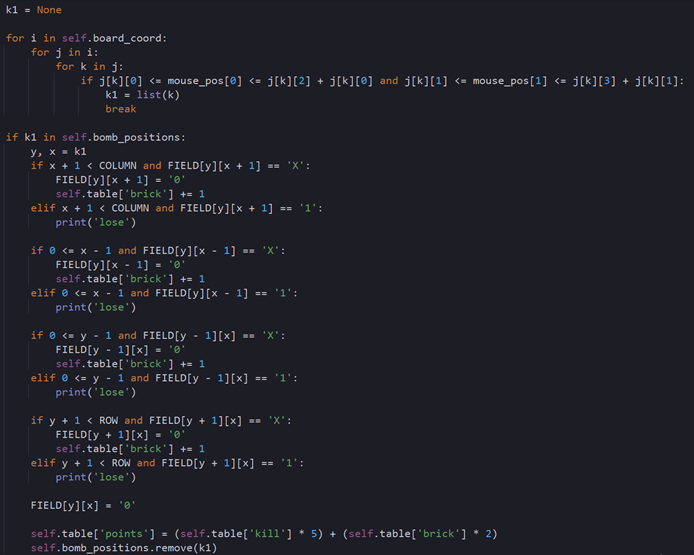 k1 = None
for i in self.board_coord:
for j in i:
for k in j:
if j[k][0] <= mouse_pos[0] <= j[k][2] + j[k][0] and j[k][1] <= mouse_pos[1] <= j[k][3] + j[k][1]:
k1 = list(k)
break
if k1 in self.bomb_positions:
y, x = k1
if x + 1 < COLUMN and FIELD[y][x + 1] == 'X':
FIELD[y][x + 1] = '0'
self.table['brick'] += 1
elif x + 1 < COLUMN and FIELD[y][x + 1] == '1':
print('lose')
if 0 <= x - 1 and FIELD[y][x - 1] == 'X':
FIELD[y][x - 1] = '0'
self.table['brick'] += 1
elif 0 <= x - 1 and FIELD[y][x - 1] == '1':
print('lose')
if 0 <= y - 1 and FIELD[y - 1][x] == 'X':
FIELD[y - 1][x] = '0'
self.table['brick'] += 1
elif 0 <= y - 1 and FIELD[y - 1][x] == '1':
print('lose')
if y + 1 < ROW and FIELD[y + 1][x] == 'X':
FIELD[y + 1][x] = '0'
self.table['brick'] += 1
elif y + 1 < ROW and FIELD[y + 1][x] == '1':
print('lose')
FIELD[y][x] = '0'
self.table['points'] = (self.table['kill'] * 5) + (self.table['brick'] * 2)
self.bomb_positions.remove(k1)